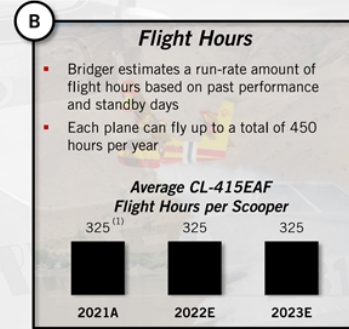 B
Flight Hours
▪ Bridger estimates a run-rate amount of
flight hours based on past performance
and standby days
▪ Each plane can fly up to a total of 450
hours per year
Average CL-415EAF
Flight Hours per Scooper
325(1) 325 325
2021A 2022E 2023E